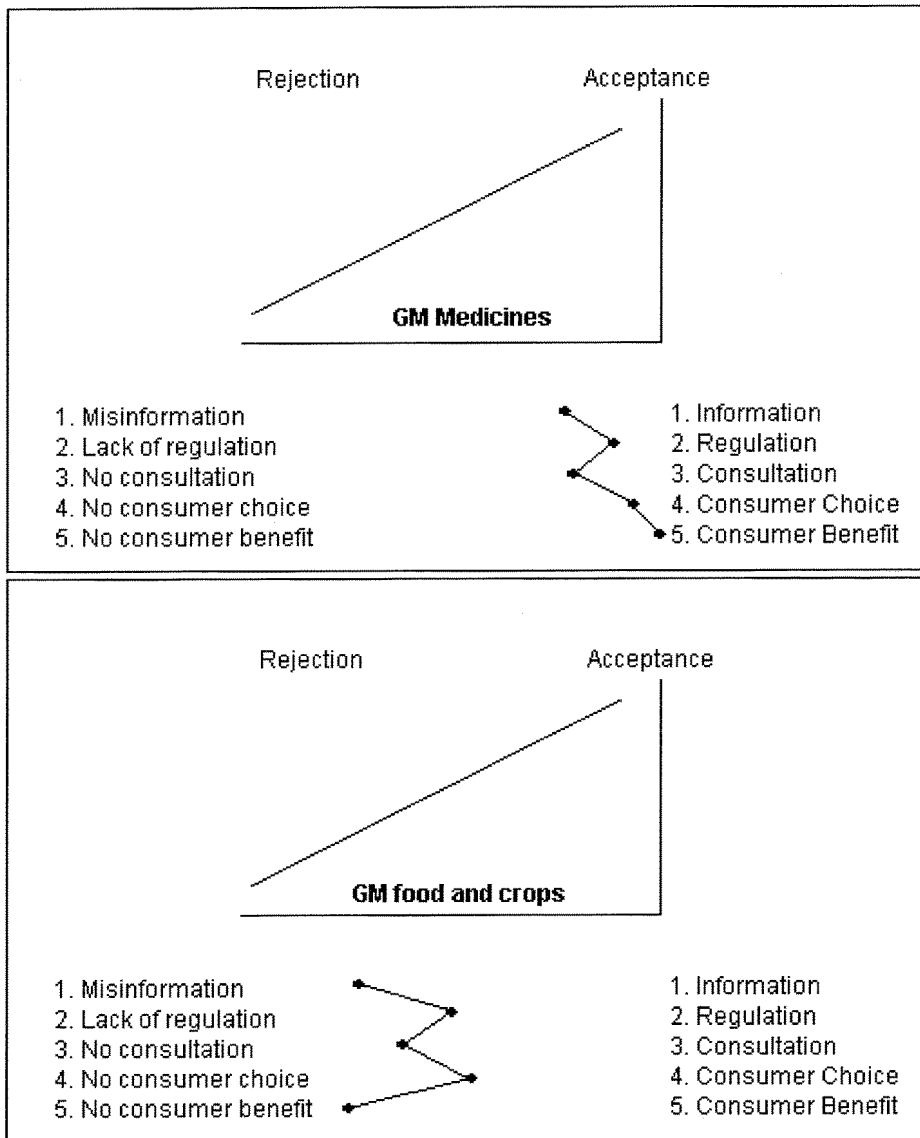 Rejection Acceptance
GM Medicines
1. Misinformation 1. Information
2. Lack of regulation 2. Regulation
3. No consultation 3. Consultation
4. No consumer choice 4. Consumer Choice
5. No consumer benefit 5. Consumer Benefit
Rejection Acceptance
GM food and crops
1. Misinformation 1. Information
2. Lack of regulation 2. Regulation
3. No consultation 3. Consultation
4. No consumer choice 4. Consumer Choice
5. No consumer benefit 5. Consumer Benefit